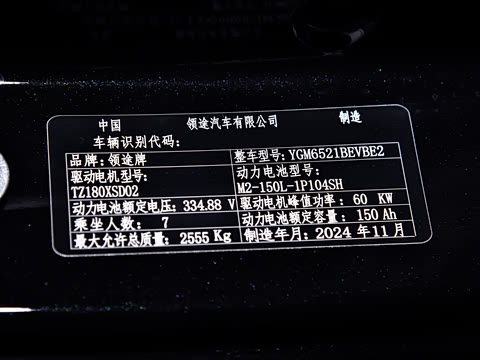 中国 领途汽车有限公司 制造
车辆识别代码：
品牌：领途牌 整车型号：YGM6521BEVBE2
驱动电机型号： 动力电池型号：
TZ180XSD02 M2-150L-1P104SH
动力电池额定电压：334.88 V 驱动电机峰值功率：60 KW
乘坐人数：7 动力电池额定容量：150 Ah
最大允许总质量：2555 Kg 制造年月：2024 年11 月